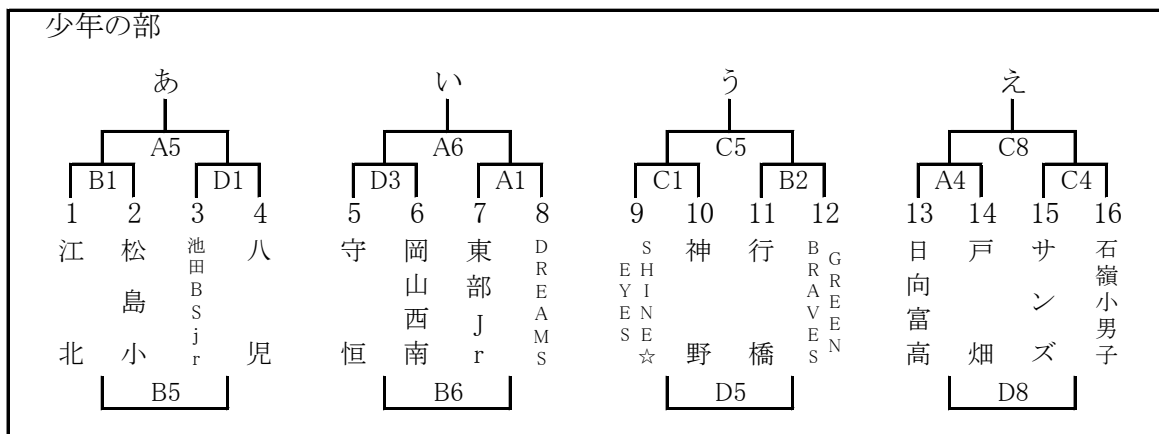 少年の部
あ い う え
A5 A6 C5 C8
B1 D1 D3 A1 C1 B2 A4 C4
1 2 3 4 5 6 7 8 9 10 11 12 13 14 15 16
江北
松島小
池田BSjr
八児
守恒
岡山西南
東部Jr
DREAMS
SHINE☆
EYES
神野
行橋
GREEN
BRAVES
日向富高
戸畑
サンズ
石嶺小男子
B5 B6 D5 D8